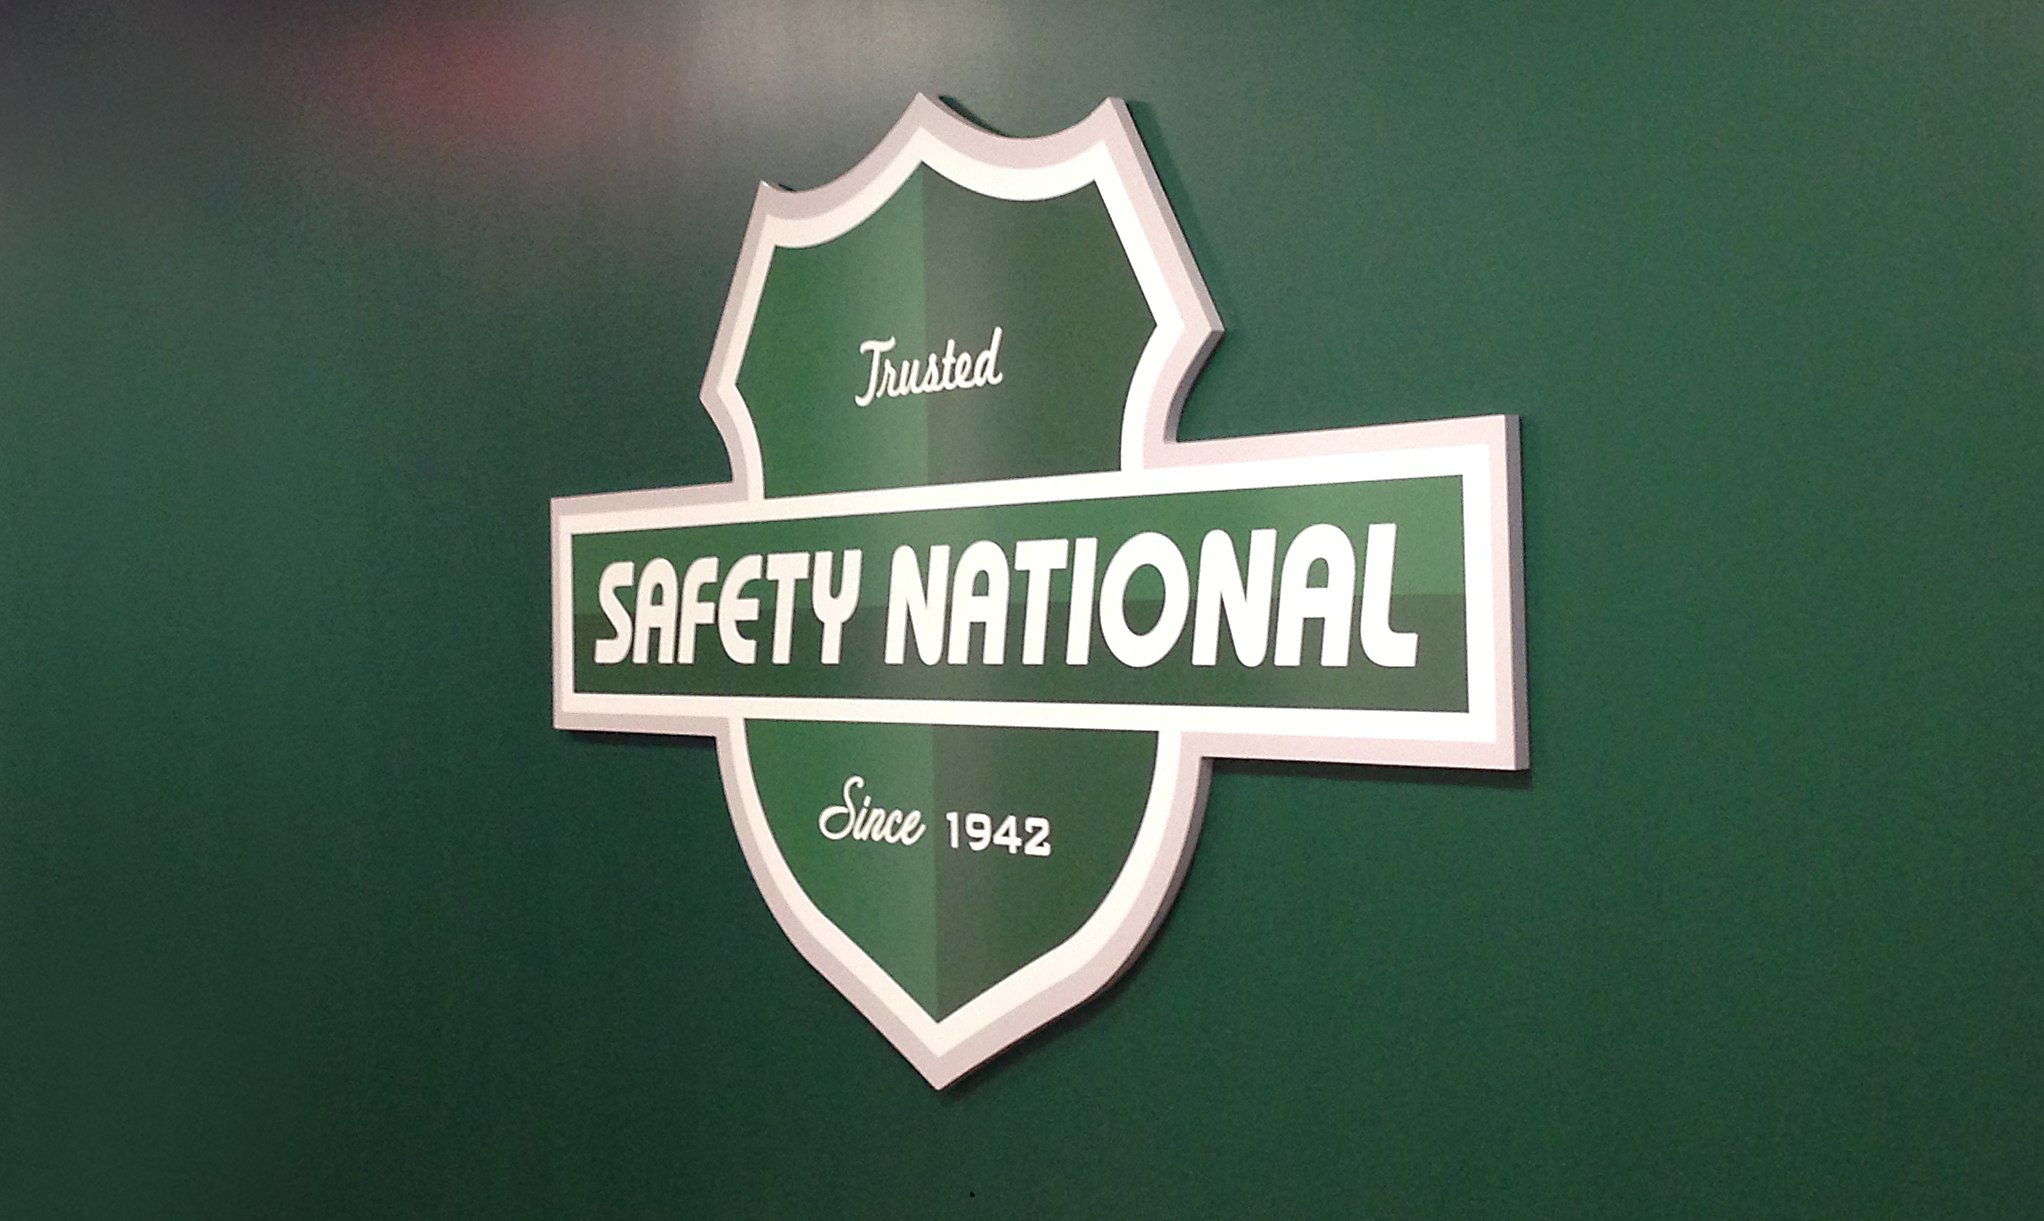 Trusted
SAFETY NATIONAL
Since 1942